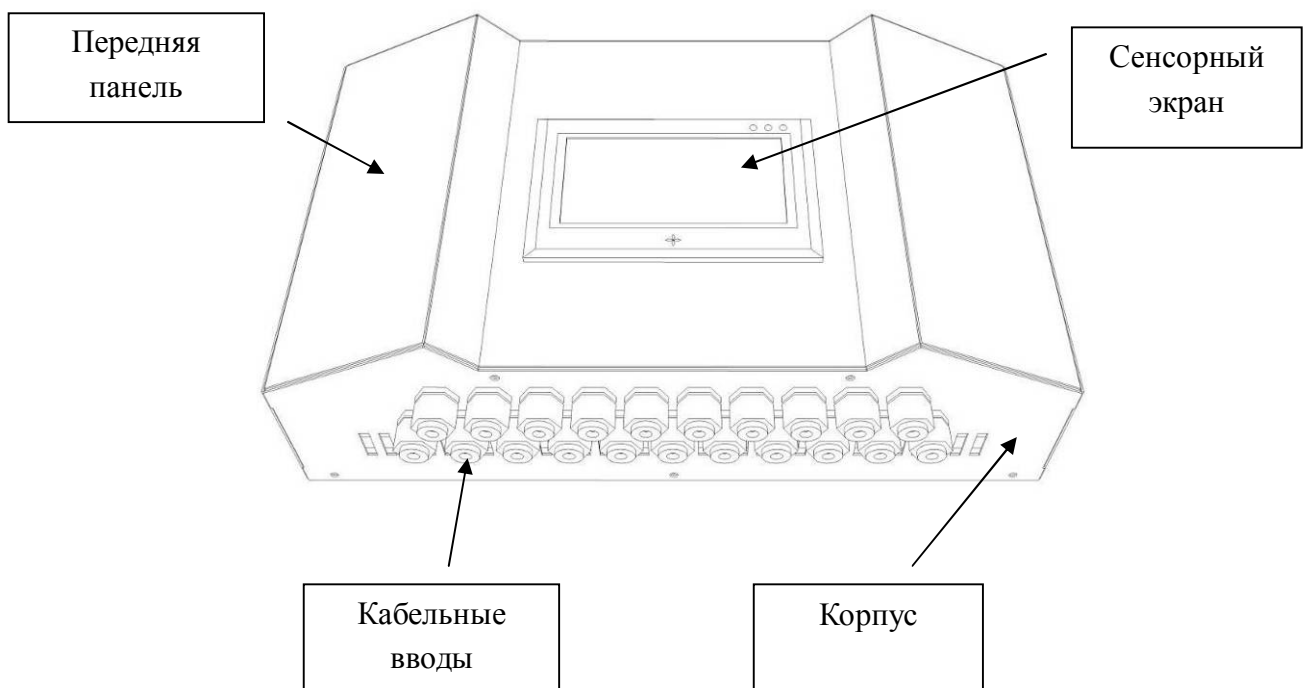 Передняя
панель
Сенсорный
экран
Кабельные
вводы
Корпус